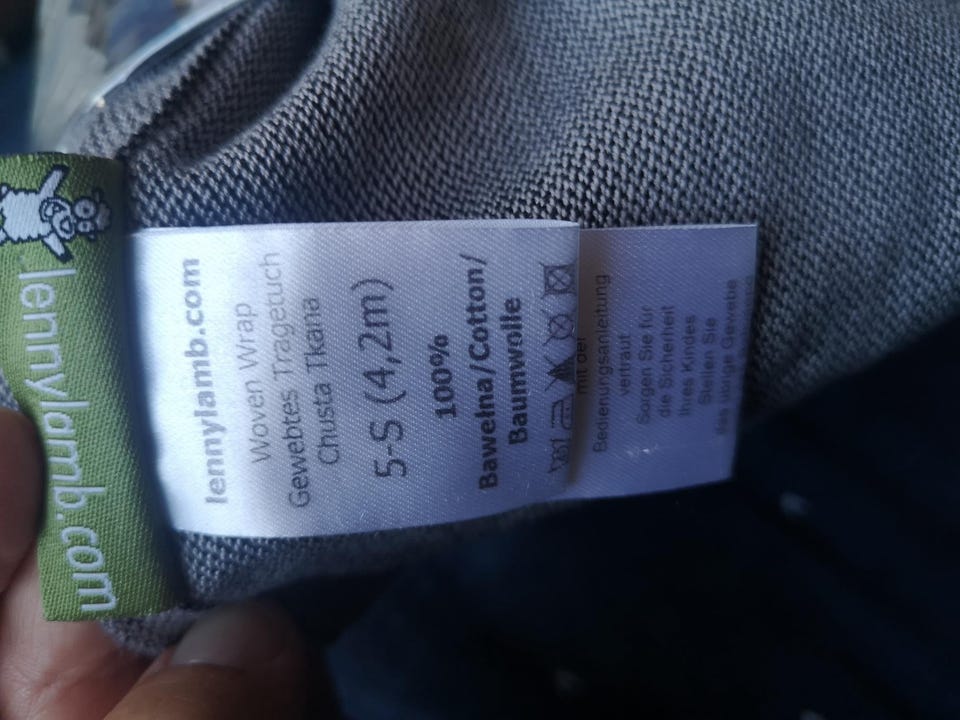 lennylamb.com
lennylamb.com
Woven Wrap
Gewebtes Tragetuch
Chusta Tkana
5-S (4,2m)
100%
Bawełna/Cotton/
Baumwolle
mit der
Bedienungsanleitung
vertraut
Sorgen Sie für
die Sicherheit
Ihres Kindes
Stellen Sie
Gewebe